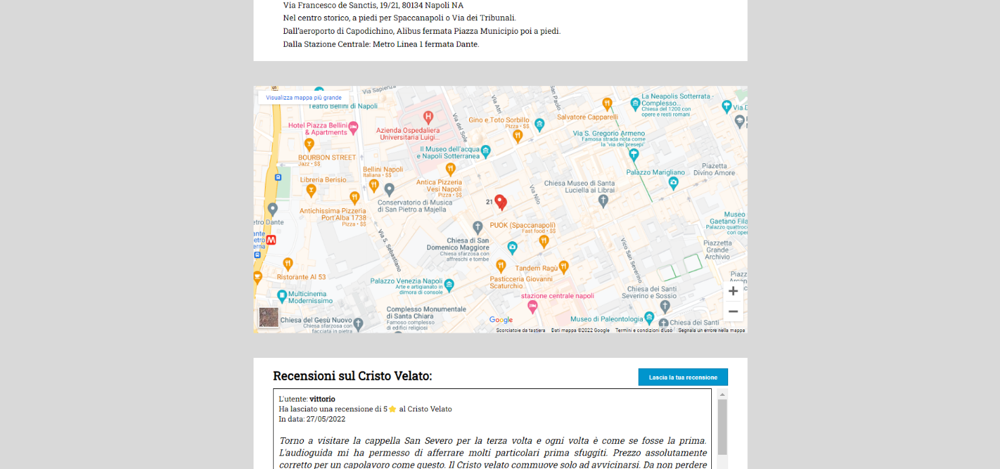 Via Francesco de Sanctis, 19/21, 80134 Napoli NA
Nel centro storico, a piedi per Spaccanapoli o Via dei Tribunali.
Dall'aeroporto di Capodichino, Alibus fermata Piazza Municipio poi a piedi.
Dalla Stazione Centrale: Metro Linea 1 fermata Dante.
Visualizza mappa più grande
Via Sapienza
Teatro Bellini di Napoli
Hotel Piazza Bellini
& Apartments
BOURBON STREET
Jazz • $$
Libreria Berisio
Antichissima Pizzeria
Port'Alba 1738
Pizza • $$
Azienda Ospedaliera
Universitaria Luigi...
Via del Sole
Via Atri
San Paolo
Gino e Toto Sorbillo
Pizza • $$
Salvatore Capparelli
La Neapolis Sotterrata -
Complesso...
Chiesa del 1200 con
opere e resti romani
Via S. Gregorio Armeno
Famosa strada nota come
la "via dei presepi"
Il Museo dell'acqua
e Napoli Sotterranea
Bellini Napoli
Italiana • $$
Antica Pizzeria
Vesi Napoli
Pizza • $$
Conservatorio di Musica
di San Pietro a Majella
Palazzo Marigliano
Piazzetta
Divino Amore
Chiesa Museo di Santa
Luciella ai Librai
Via Nilo
21
etro Dante
M
PUOK (Spaccanapoli)
Fast food • $$
Museo
Gaetano Fila
Palazzo quattroc
con oper
Chiesa di San
Domenico Maggiore
Chiesa sfarzosa con
affreschi e tombe
Via S. Sebastiano
Vico San Severino
Piazzetta
Grande
Archivio
Ristorante Al 53
Tandem Ragù
Pasticceria Giovanni
Scaturchio
Palazzo Venezia Napoli
Arte e artigianato in
dimora di console
Multicinema
Modernissimo
stazione centrale napoli
Chiesa dei Santi
Severino e Sossio
Complesso Monumentale
di Santa Chiara
Famoso complesso
di edifici religiosi
Chiesa del Gesù Nuovo
Chiesa sfarzosa con
facciata in pietra
Museo di Paleontologia
Chiesa dei Santi
Google
Scorciatoie da tastiera Dati mappa ©2022 Google Termini e condizioni d'uso Segnala un errore nella mappa
Recensioni sul Cristo Velato:
Lascia la tua recensione
L'utente: vittorio
Ha lasciato una recensione di 5⭐ al Cristo Velato
In data: 27/05/2022
Torno a visitare la cappella San Severo per la terza volta e ogni volta è come se fosse la prima.
L'audioguida mi ha permesso di afferrare molti particolari prima sfuggiti. Prezzo assolutamente
corretto per un capolavoro come questo. Il Cristo velato commuove solo ad avvicinarsi. Da non perdere